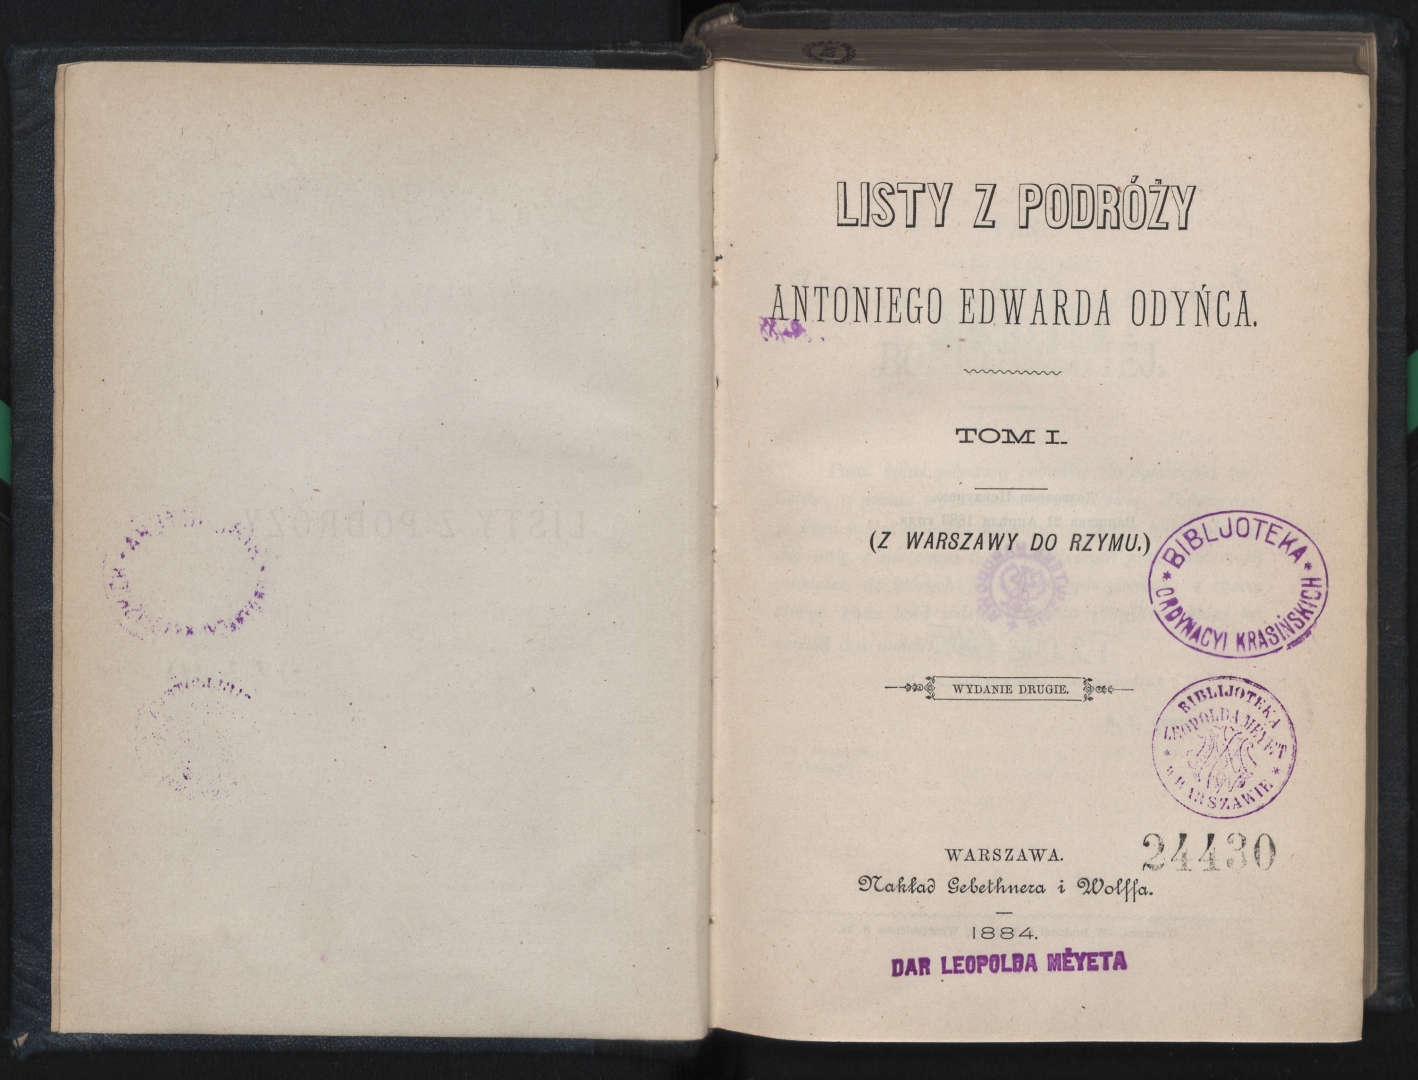 LISTY Z PODRÓŻY
ANTONIEGO EDWARDA ODYŃCA.
TOM I.
(Z WARSZAWY DO RZYMU.)
BIBLJOTEKA
ORDYNACYI KRASIŃSKICH
WYDANIE DRUGIE.
BIBLIJOTEKA
LEOPOLDA MÉYET
w WARSZAWIE
WARSZAWA.
24430
Nakład Gebethnera i Wolffa.
1884.
DAR LEOPOLDA MÉYETA